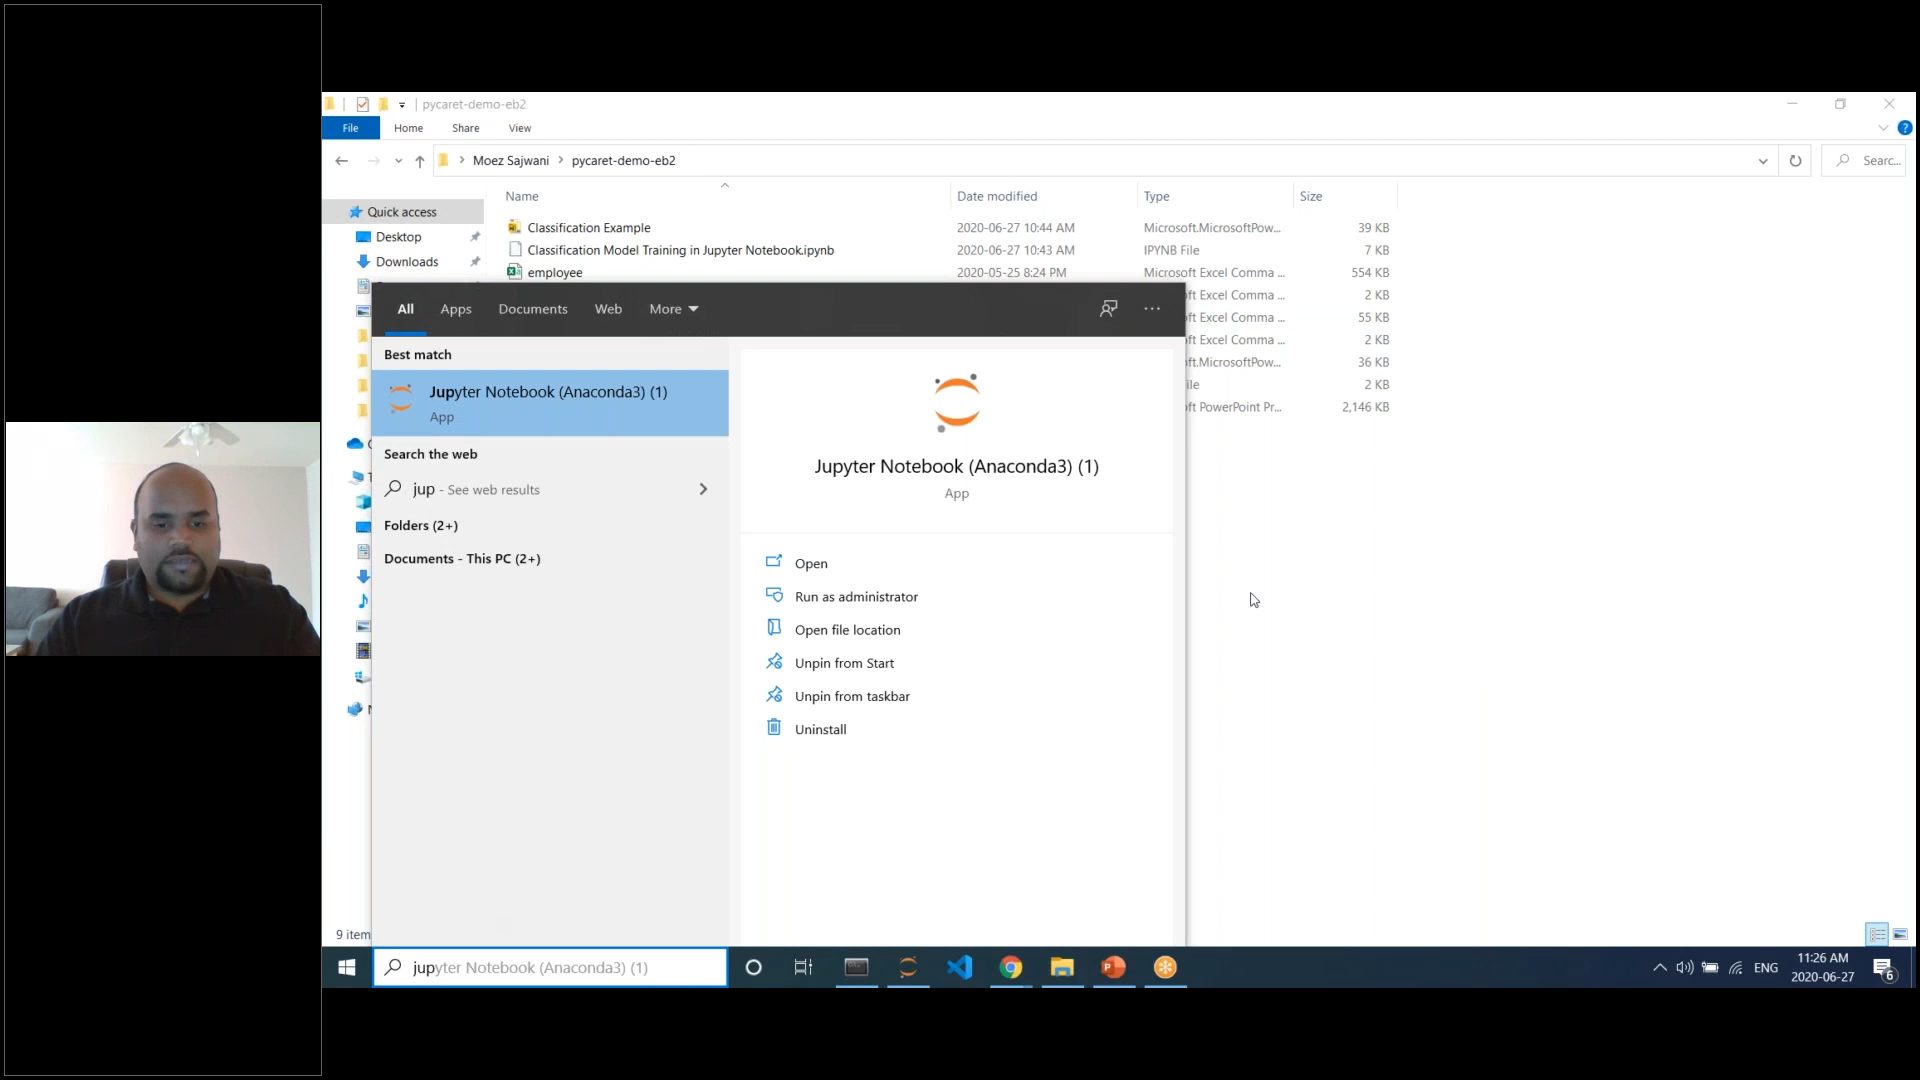 pycaret-demo-eb2
File Home Share View
Moez Sajwani > pycaret-demo-eb2 Searc...
Name Date modified Type Size
Quick access
Classification Example 2020-06-27 10:44 AM Microsoft.MicrosoftPow... 39 KB
Desktop
Classification Model Training in Jupyter Notebook.ipynb 2020-06-27 10:43 AM IPYNB File 7 KB
Downloads
employee 2020-05-25 8:24 PM Microsoft Excel Comma ... 554 KB
oft Excel Comma ... 2 KB
All Apps Documents Web More
oft Excel Comma ... 55 KB
oft Excel Comma ... 2 KB
Best match
oft.MicrosoftPow... 36 KB
ile 2 KB
Jupyter Notebook (Anaconda3) (1)
oft PowerPoint Pr... 2,146 KB
App
Search the web
jup - See web results
Folders (2+)
Documents - This PC (2+)
Jupyter Notebook (Anaconda3) (1)
App
Open
Run as administrator
Open file location
Unpin from Start
Unpin from taskbar
Uninstall
9 item
jupyter Notebook (Anaconda3) (1)
ENG
11:26 AM
2020-06-27
6